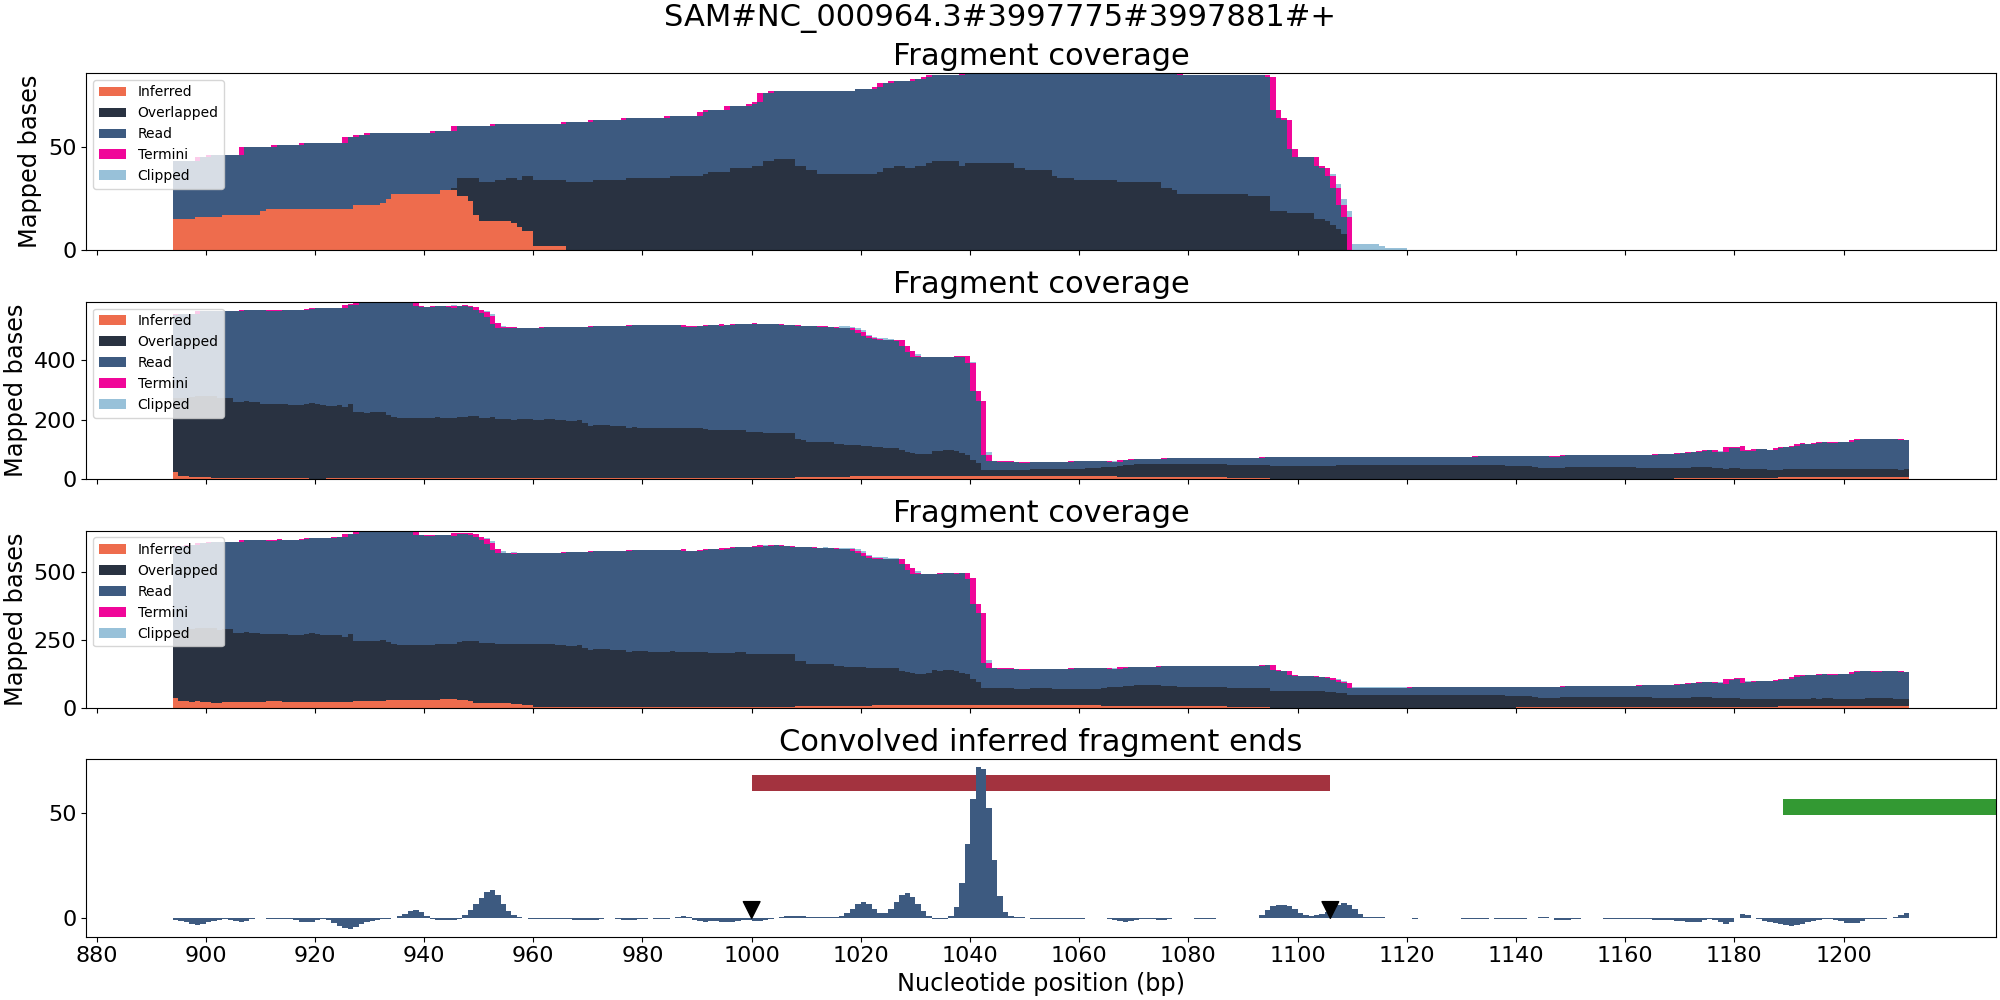 SAM#NC_000964.3#3997775#3997881#+
Fragment coverage
Mapped bases
50
0
Inferred
Overlapped
Read
Termini
Clipped
Fragment coverage
Mapped bases
400
200
0
Inferred
Overlapped
Read
Termini
Clipped
Fragment coverage
Mapped bases
500
250
0
Inferred
Overlapped
Read
Termini
Clipped
Convolved inferred fragment ends
50
0
880 900 920 940 960 980 1000 1020 1040 1060 1080 1100 1120 1140 1160 1180 1200
Nucleotide position (bp)